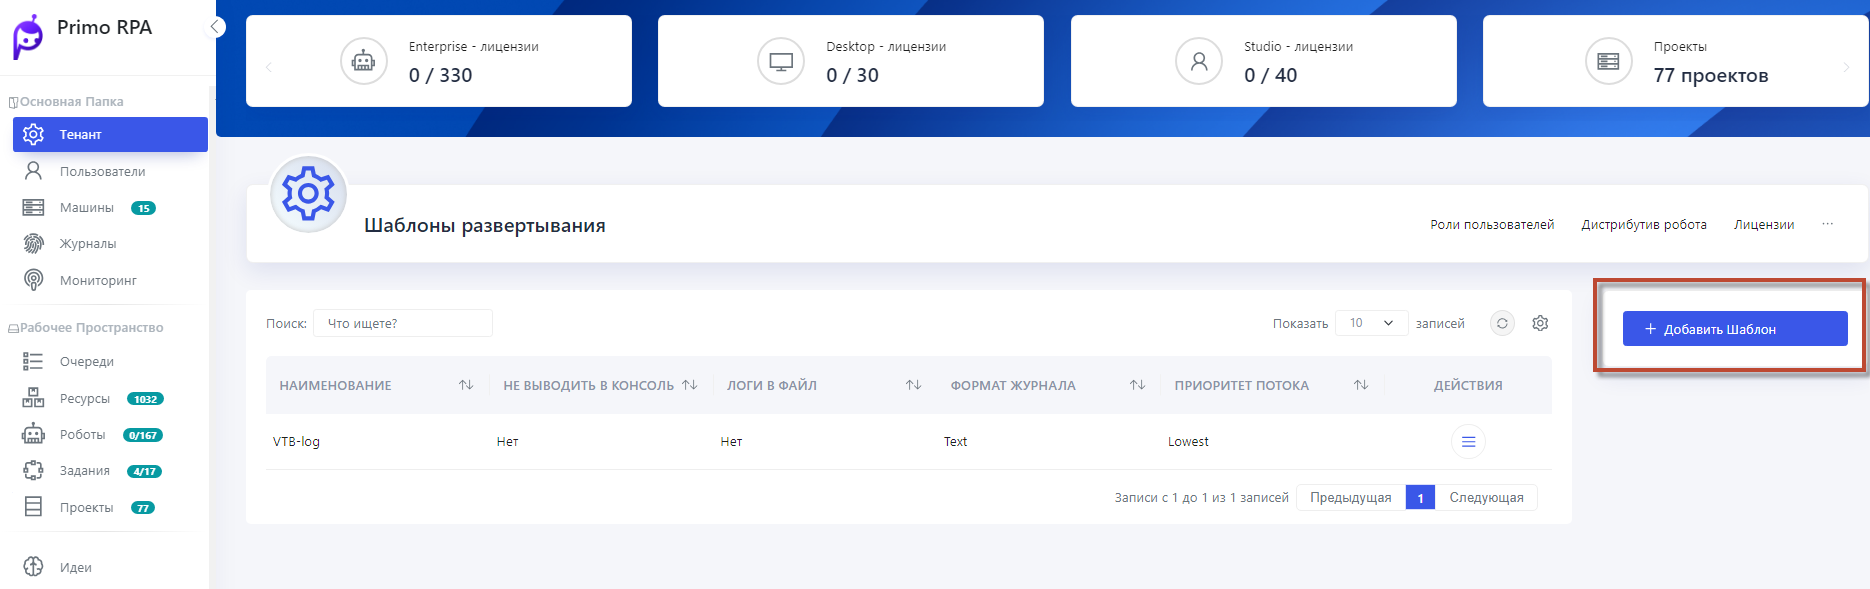 Primo RPA
Enterprise - лицензии
0 / 330
Desktop - лицензии
0 / 30
Studio - лицензии
0 / 40
Проекты
77 проектов
Основная Папка
Тенант
Пользователи
Машины 15
Журналы
Мониторинг
Рабочее Пространство
Очереди
Ресурсы 1032
Роботы 0/167
Задания 4/17
Проекты 77
Идеи
Шаблоны развертывания
Роли пользователей Дистрибутив робота Лицензии ...
Поиск: Что ищете?
Показать 10 записей
+ Добавить Шаблон
НАИМЕНОВАНИЕ НЕ ВЫВОДИТЬ В КОНСОЛЬ ЛОГИ В ФАЙЛ ФОРМАТ ЖУРНАЛА ПРИОРИТЕТ ПОТОКА ДЕЙСТВИЯ
VTB-log Нет Нет Text Lowest
Записи с 1 до 1 из 1 записей Предыдущая 1 Следующая